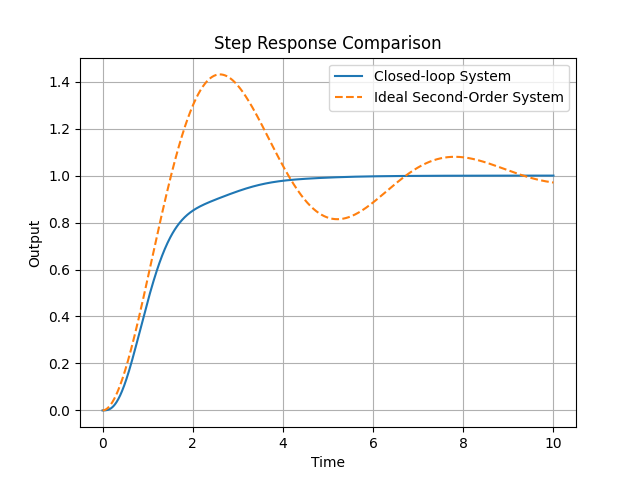 Step Response Comparison
Closed-loop System
Ideal Second-Order System
Output
1.4
1.2
1.0
0.8
0.6
0.4
0.2
0.0
0 2 4 6 8 10
Time